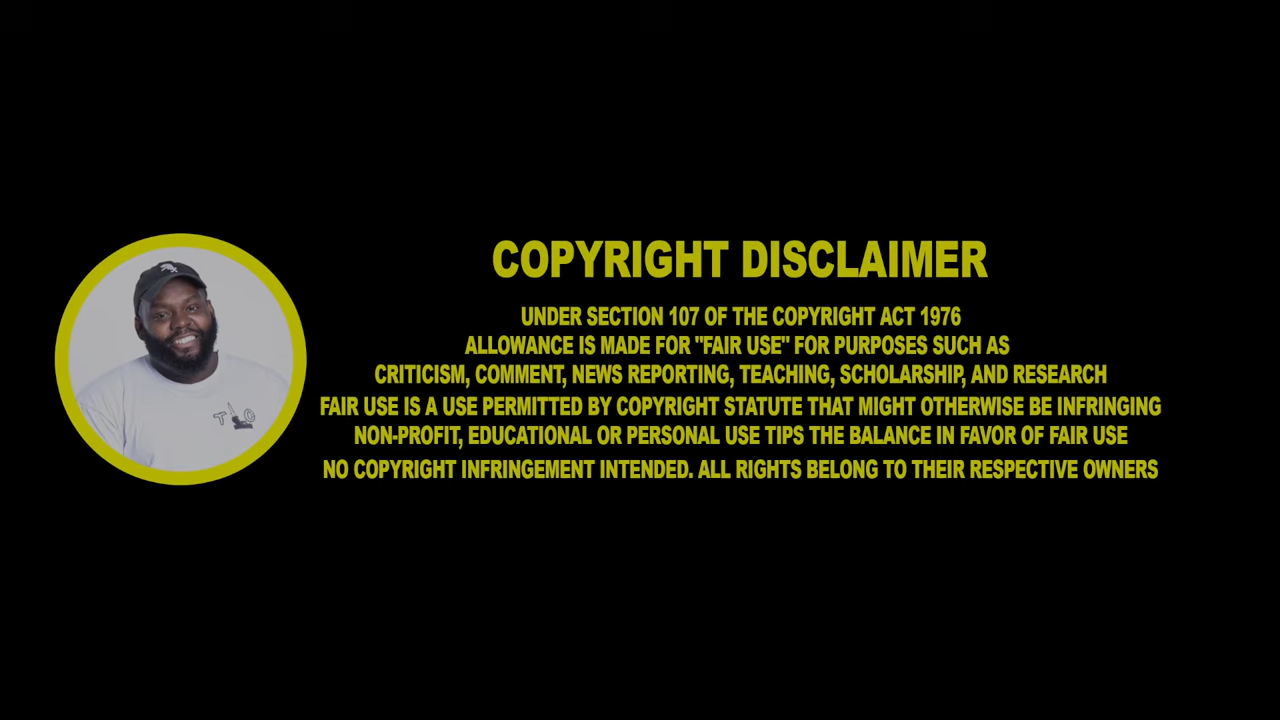 COPYRIGHT DISCLAIMER
UNDER SECTION 107 OF THE COPYRIGHT ACT 1976
ALLOWANCE IS MADE FOR "FAIR USE" FOR PURPOSES SUCH AS
CRITICISM, COMMENT, NEWS REPORTING, TEACHING, SCHOLARSHIP, AND RESEARCH
FAIR USE IS A USE PERMITTED BY COPYRIGHT STATUTE THAT MIGHT OTHERWISE BE INFRINGING
NON-PROFIT, EDUCATIONAL OR PERSONAL USE TIPS THE BALANCE IN FAVOR OF FAIR USE
NO COPYRIGHT INFRINGEMENT INTENDED. ALL RIGHTS BELONG TO THEIR RESPECTIVE OWNERS